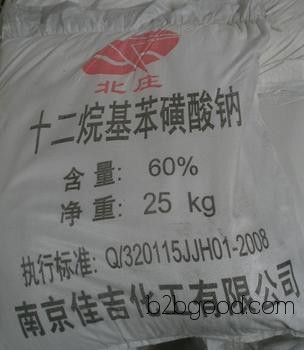 北庄
十二烷基苯磺酸钠
含量: 60%
净重: 25 kg
执行标准: Q/320115JJH01-2008
南京佳吉化工有限公司
b2bgood.com